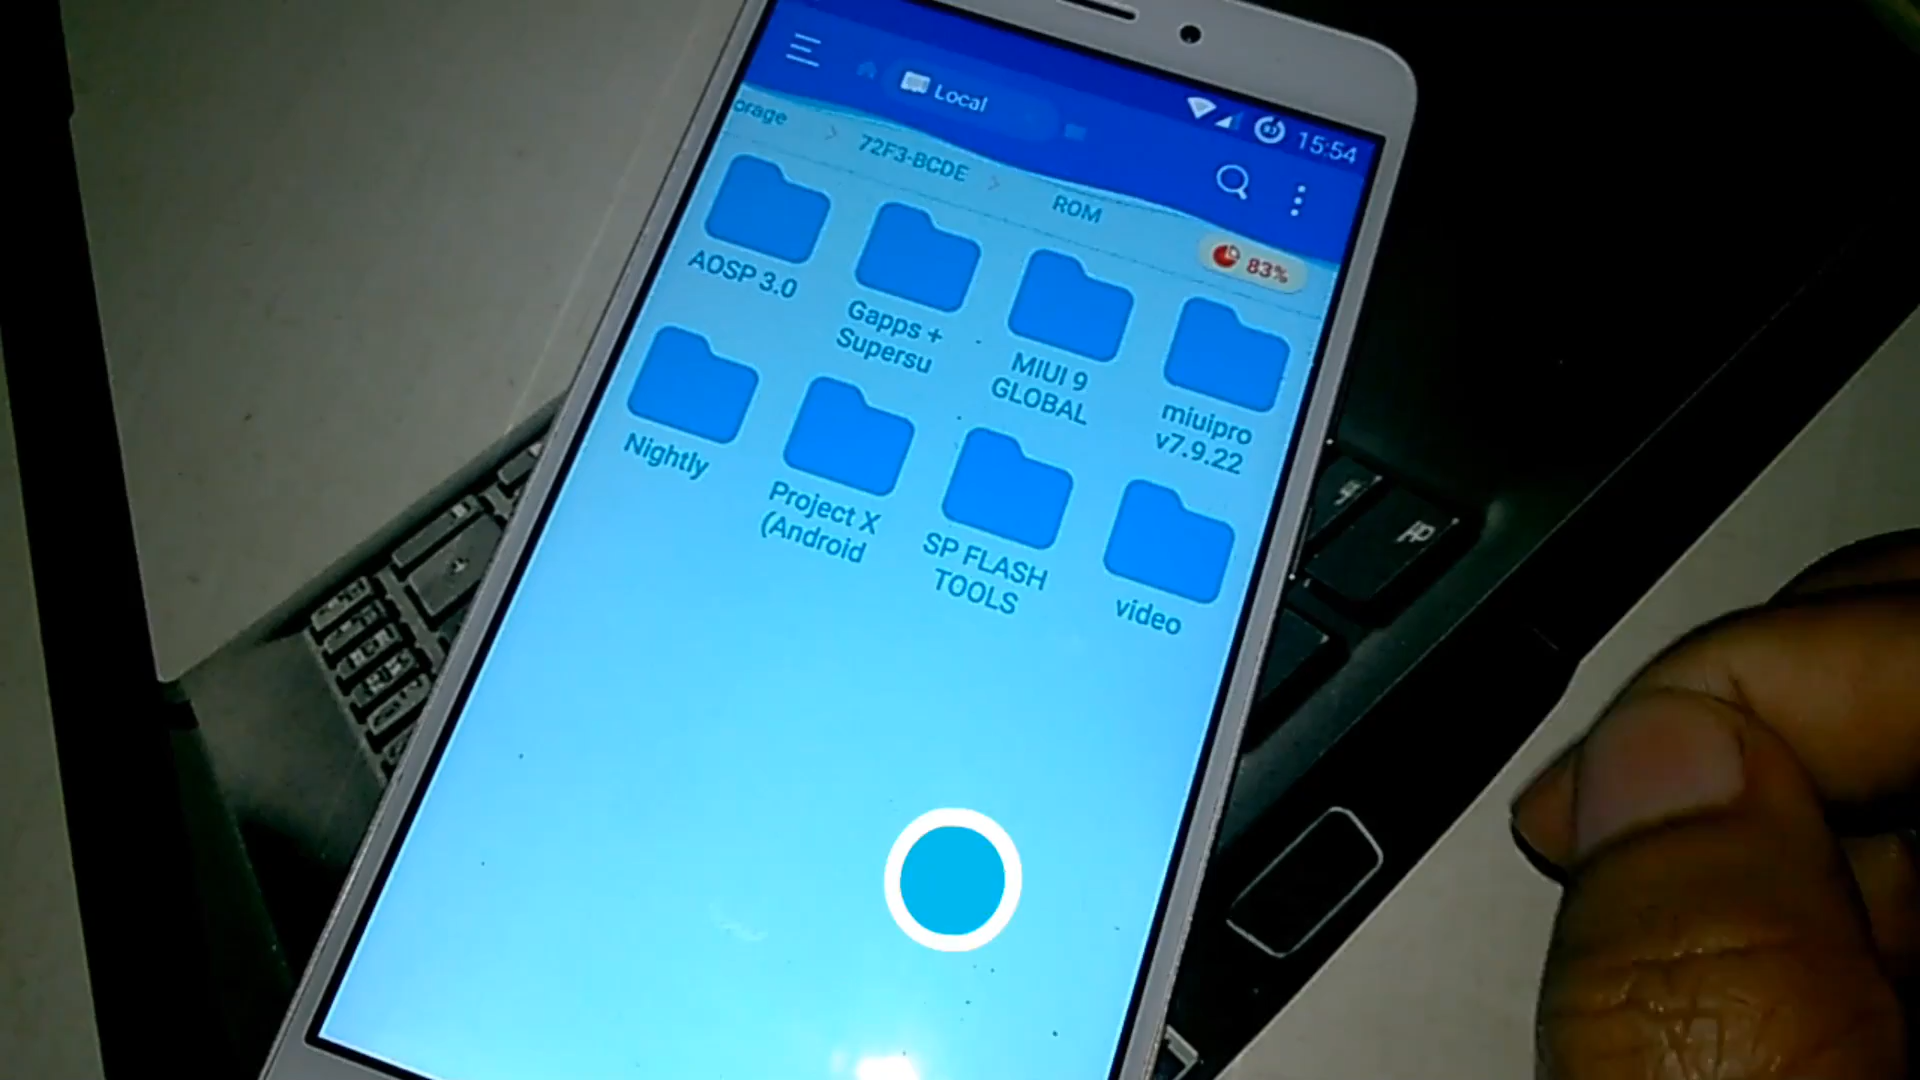 Local
15:54
orage
72F3-BCDE
ROM
83%
AOSP 3.0
Gapps +
Supersu
MIUI 9
GLOBAL
miuipro
v7.9.22
Nightly
Project X
(Android
SP FLASH
TOOLS
video